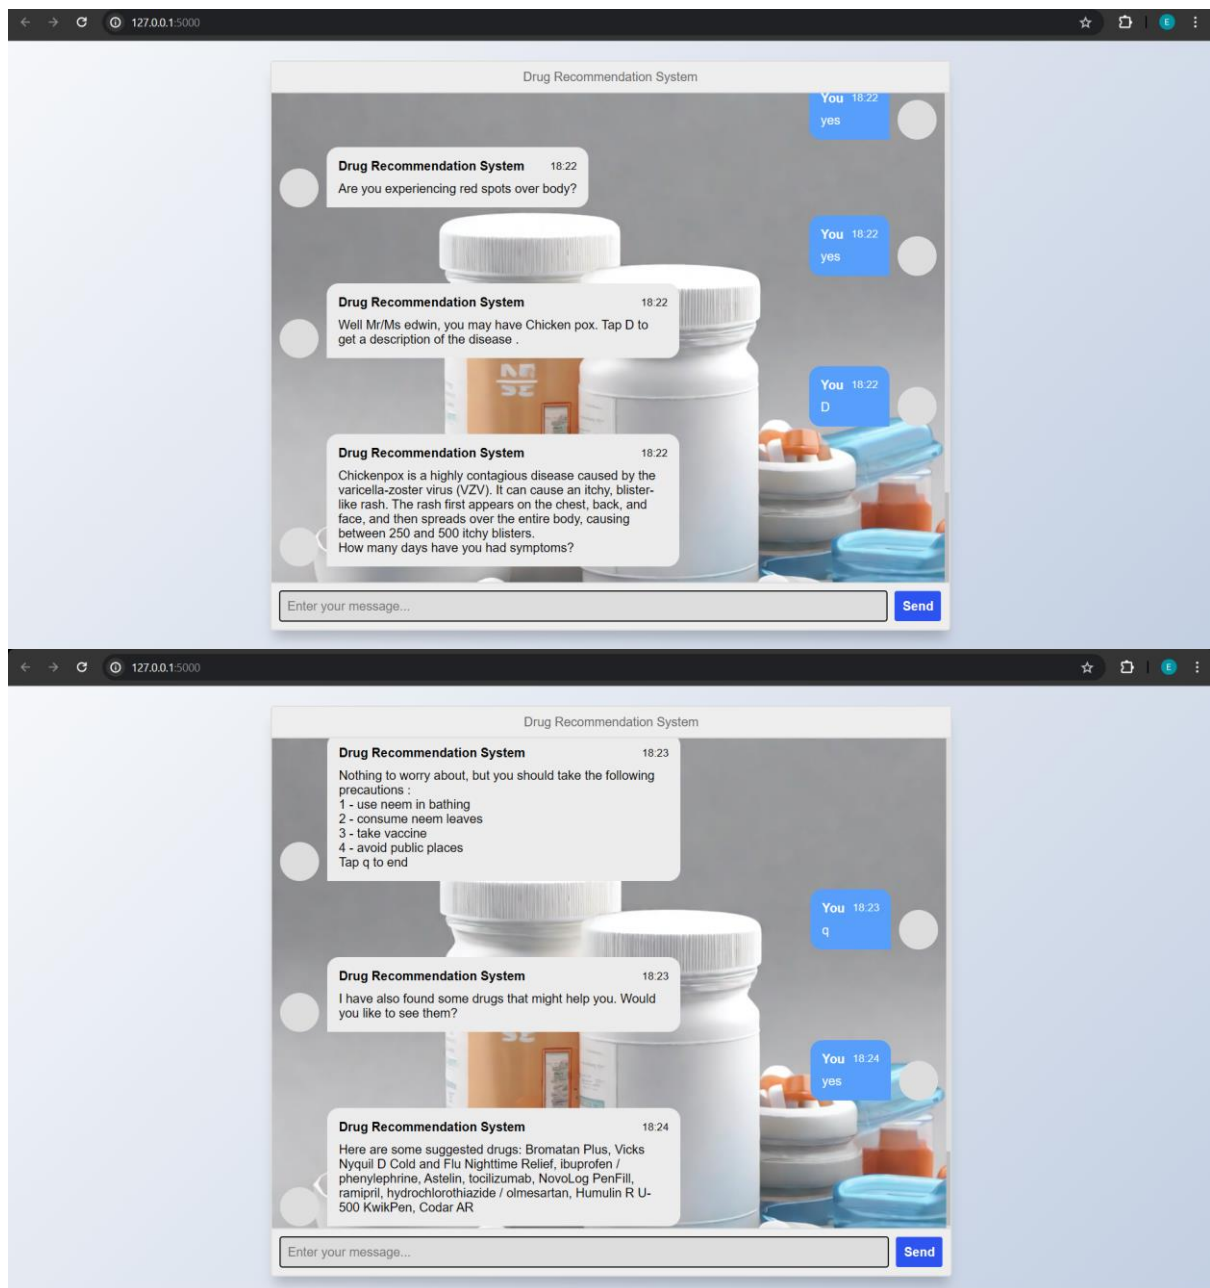 127.0.0.1:5000
E
Drug Recommendation System
You 18:22
yes
Drug Recommendation System 18:22
Are you experiencing red spots over body?
You 18:22
yes
Drug Recommendation System 18:22
Well Mr/Ms edwin, you may have Chicken pox. Tap D to
get a description of the disease .
You 18:22
D
Drug Recommendation System 18:22
Chickenpox is a highly contagious disease caused by the
varicella-zoster virus (VZV). It can cause an itchy, blister-
like rash. The rash first appears on the chest, back, and
face, and then spreads over the entire body, causing
between 250 and 500 itchy blisters.
How many days have you had symptoms?
Enter your message...
Send
127.0.0.1:5000
E
Drug Recommendation System
Drug Recommendation System 18:23
Nothing to worry about, but you should take the following
precautions :
1 - use neem in bathing
2 - consume neem leaves
3 - take vaccine
4 - avoid public places
Tap q to end
You 18:23
q
Drug Recommendation System 18:23
I have also found some drugs that might help you. Would
you like to see them?
You 18:24
yes
Drug Recommendation System 18:24
Here are some suggested drugs: Bromatan Plus, Vicks
Nyquil D Cold and Flu Nighttime Relief, ibuprofen /
phenylephrine, Astelin, tocilizumab, NovoLog PenFill,
ramipril, hydrochlorothiazide / olmesartan, Humulin R U-
500 KwikPen, Codar AR
Enter your message...
Send